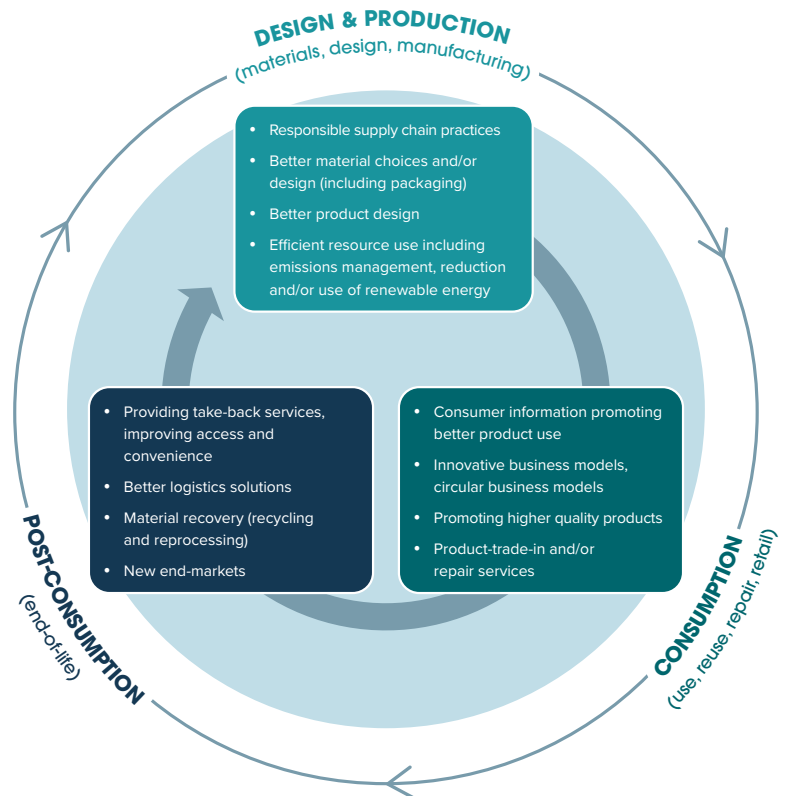 DESIGN & PRODUCTION
(materials, design, manufacturing)
• Responsible supply chain practices
• Better material choices and/or
design (including packaging)
• Better product design
• Efficient resource use including
emissions management, reduction
and/or use of renewable energy
• Providing take-back services,
improving access and
convenience
• Better logistics solutions
• Material recovery (recycling
and reprocessing)
• New end-markets
• Consumer information promoting
better product use
• Innovative business models,
circular business models
• Promoting higher quality products
• Product-trade-in and/or
repair services
POST-CONSUMPTION
(end-of-life)
CONSUMPTION
(use, reuse, repair, retail)